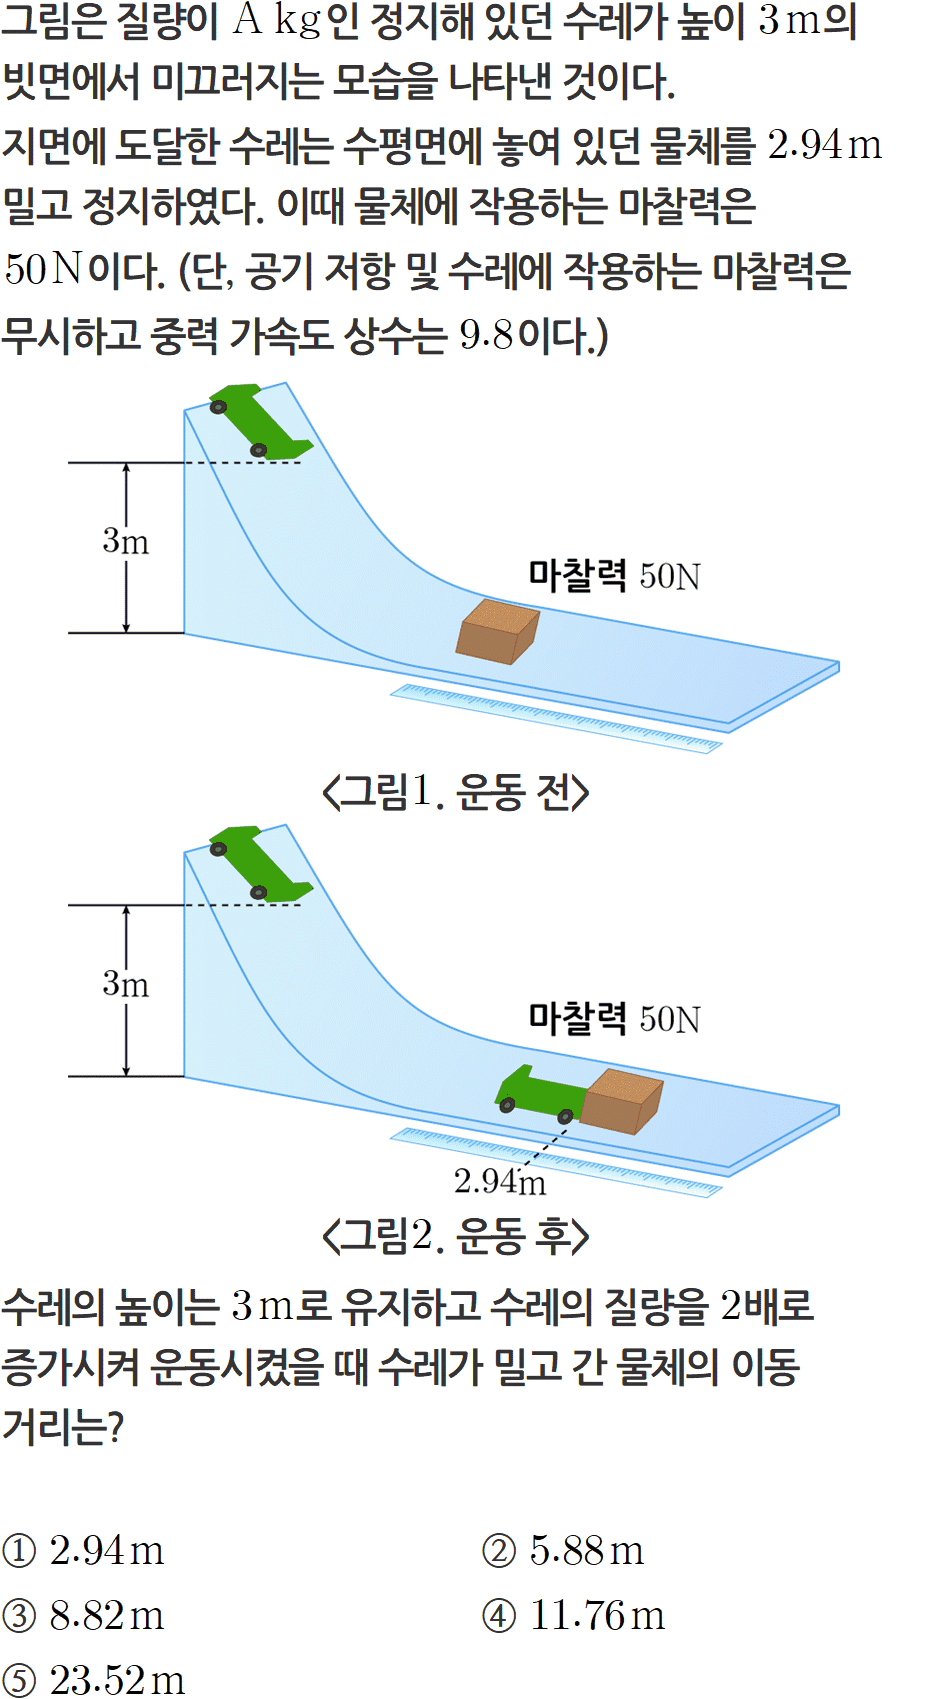 그림은 질량이 A kg인 정지해 있던 수레가 높이 3m의
빗면에서 미끄러지는 모습을 나타낸 것이다.
지면에 도달한 수레는 수평면에 놓여 있던 물체를 2.94m
밀고 정지하였다. 이때 물체에 작용하는 마찰력은
50N이다. (단, 공기 저항 및 수레에 작용하는 마찰력은
무시하고 중력 가속도 상수는 9.8이다.)
3m
마찰력 50N
<그림1. 운동 전>
3m
마찰력 50N
2.94m
<그림2. 운동 후>
수레의 높이는 3m로 유지하고 수레의 질량을 2배로
증가시켜 운동시켰을 때 수레가 밀고 간 물체의 이동
거리는?
① 2.94m ② 5.88m
③ 8.82m ④ 11.76m
⑤ 23.52m